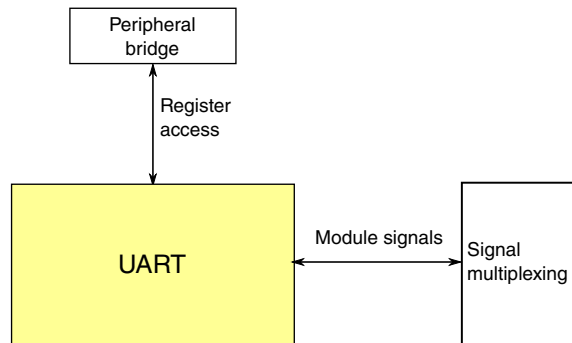 Peripheral
bridge
Register
access
UART
Module signals
Signal
multiplexing